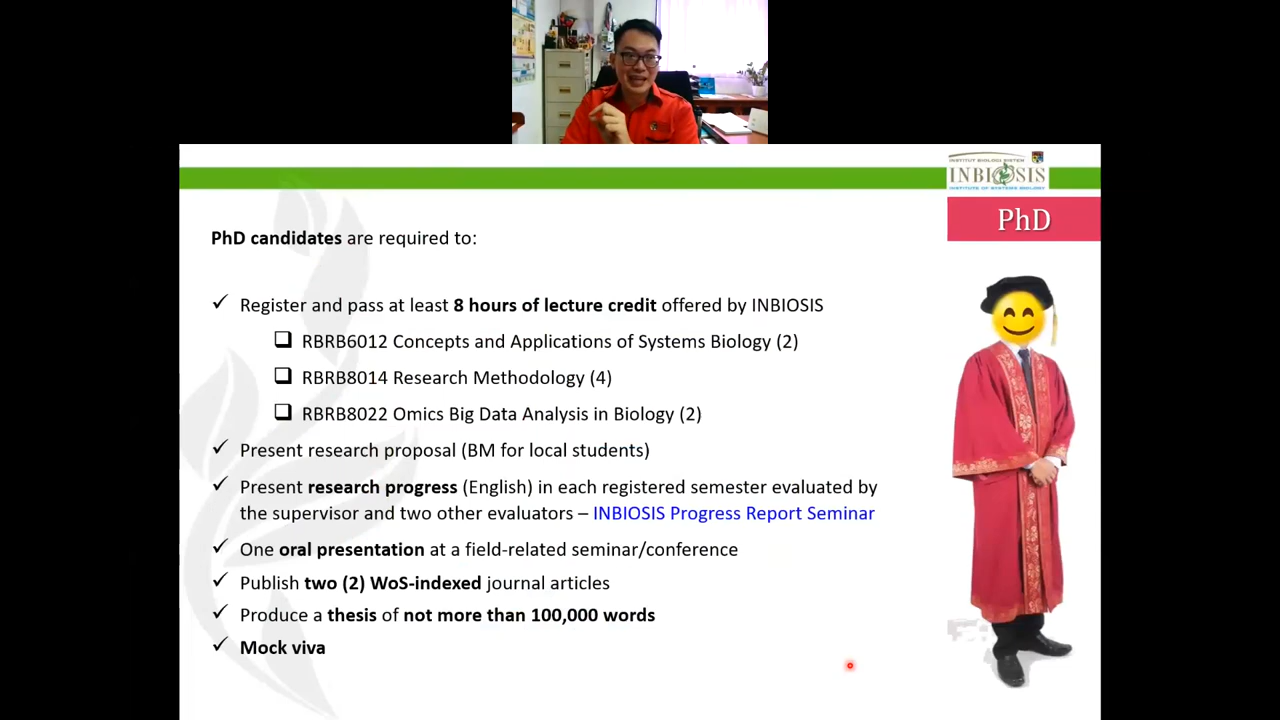 INSTITUT BIOLOGI SISTEM
INBIOSIS
INSTITUTE OF SYSTEMS BIOLOGY
PhD
PhD candidates are required to:
✓ Register and pass at least 8 hours of lecture credit offered by INBIOSIS
❑ RBRB6012 Concepts and Applications of Systems Biology (2)
❑ RBRB8014 Research Methodology (4)
❑ RBRB8022 Omics Big Data Analysis in Biology (2)
✓ Present research proposal (BM for local students)
✓ Present research progress (English) in each registered semester evaluated by
the supervisor and two other evaluators – INBIOSIS Progress Report Seminar
✓ One oral presentation at a field-related seminar/conference
✓ Publish two (2) WoS-indexed journal articles
✓ Produce a thesis of not more than 100,000 words
✓ Mock viva